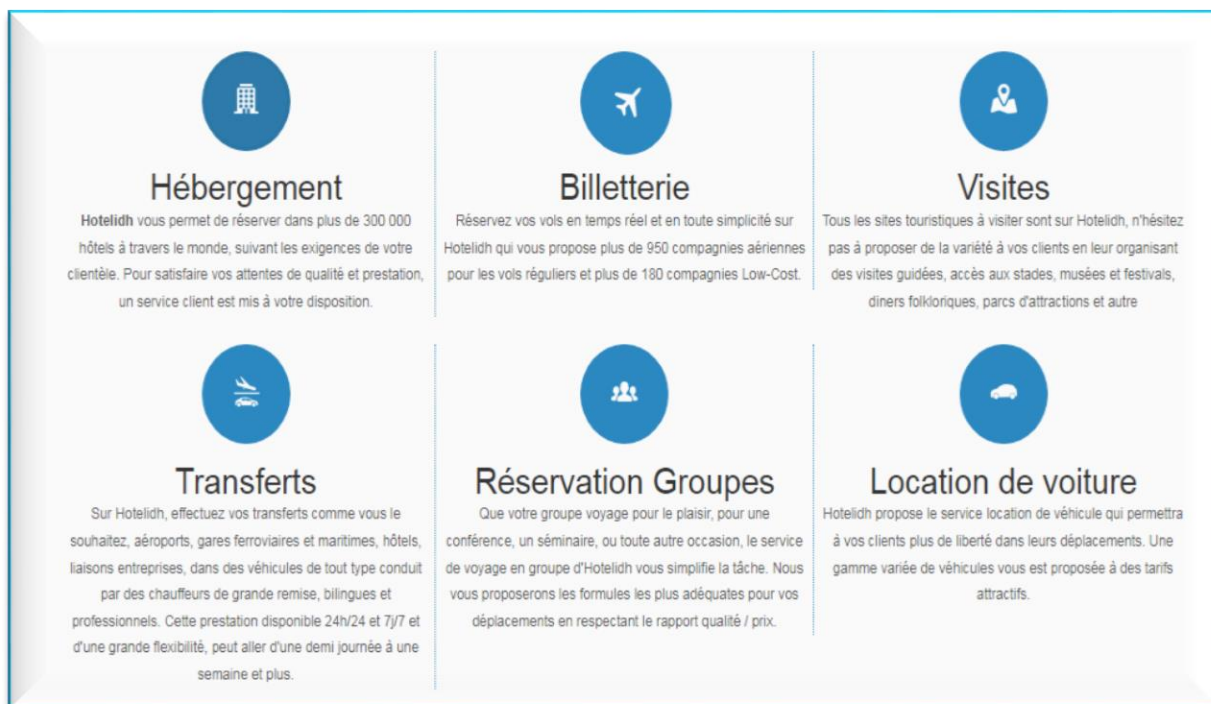 Hébergement
Hotelidh vous permet de réserver dans plus de 300 000
hôtels à travers le monde, suivant les exigences de votre
clientèle. Pour satisfaire vos attentes de qualité et prestation,
un service client est mis à votre disposition.
Billetterie
Réservez vos vols en temps réel et en toute simplicité sur
Hotelidh qui vous propose plus de 950 compagnies aériennes
pour les vols réguliers et plus de 180 compagnies Low-Cost.
Visites
Tous les sites touristiques à visiter sont sur Hotelidh, n'hésitez
pas à proposer de la variété à vos clients en leur organisant
des visites guidées, accès aux stades, musées et festivals,
diners folkloriques, parcs d'attractions et autre
Transferts
Sur Hotelidh, effectuez vos transferts comme vous le
souhaitez, aéroports, gares ferroviaires et maritimes, hôtels,
liaisons entreprises, dans des véhicules de tout type conduit
par des chauffeurs de grande remise, bilingues et
professionnels. Cette prestation disponible 24h/24 et 7j/7 et
d'une grande flexibilité, peut aller d'une demi journée à une
semaine et plus.
Réservation Groupes
Que votre groupe voyage pour le plaisir, pour une
conférence, un séminaire, ou toute autre occasion, le service
de voyage en groupe d'Hotelidh vous simplifie la tâche. Nous
vous proposerons les formules les plus adéquates pour vos
déplacements en respectant le rapport qualité / prix.
Location de voiture
Hotelidh propose le service location de véhicule qui permettra
à vos clients plus de liberté dans leurs déplacements. Une
gamme variée de véhicules vous est proposée à des tarifs
attractifs.